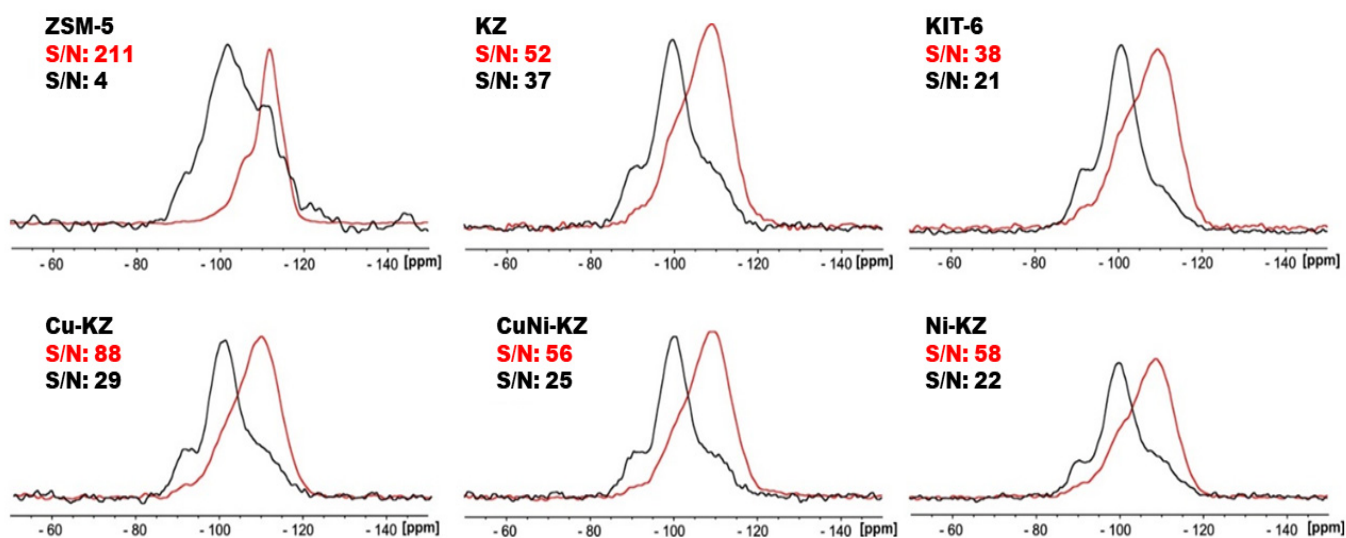 ZSM-5
S/N: 211
S/N: 4
- 60 - 80 - 100 - 120 - 140 [ppm]
KZ
S/N: 52
S/N: 37
- 60 - 80 - 100 - 120 - 140 [ppm]
KIT-6
S/N: 38
S/N: 21
- 60 - 80 - 100 - 120 - 140 [ppm]
Cu-KZ
S/N: 88
S/N: 29
- 60 - 80 - 100 - 120 - 140 [ppm]
CuNi-KZ
S/N: 56
S/N: 25
- 60 - 80 - 100 - 120 - 140 [ppm]
Ni-KZ
S/N: 58
S/N: 22
- 60 - 80 - 100 - 120 - 140 [ppm]